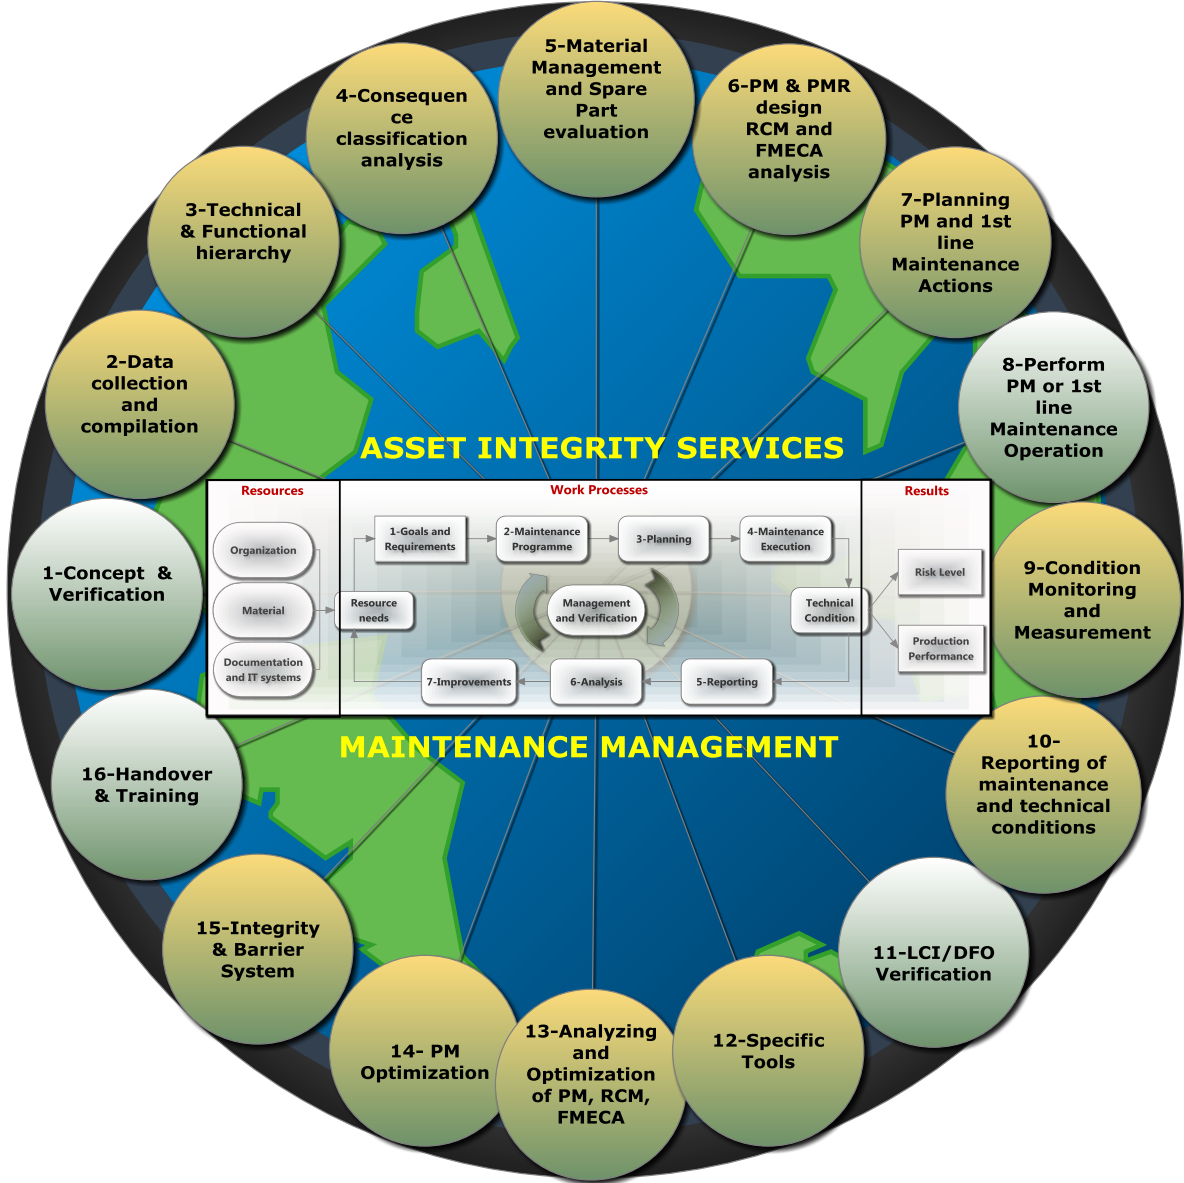 5-Material
Management
and Spare
Part
evaluation
4-Consequen
ce
classification
analysis
6-PM & PMR
design
RCM and
FMECA
analysis
3-Technical
& Functional
hierarchy
7-Planning
PM and 1st
line
Maintenance
Actions
2-Data
collection
and
compilation
8-Perform
PM or 1st
line
Maintenance
Operation
ASSET INTEGRITY SERVICES
Resources
Work Processes
Results
Organization
Material
Documentation
and IT systems
Resource
needs
1-Goals and
Requirements
2-Maintenance
Programme
3-Planning
4-Maintenance
Execution
Management
and Verification
Technical
Condition
7-Improvements
6-Analysis
5-Reporting
Risk Level
Production
Performance
1-Concept  &
Verification
9-Condition
Monitoring
and
Measurement
MAINTENANCE MANAGEMENT
16-Handover
& Training
10-
Reporting of
maintenance
and technical
conditions
15-Integrity
& Barrier
System
11-LCI/DFO
Verification
14- PM
Optimization
13-Analyzing
and
Optimization
of PM, RCM,
FMECA
12-Specific
Tools